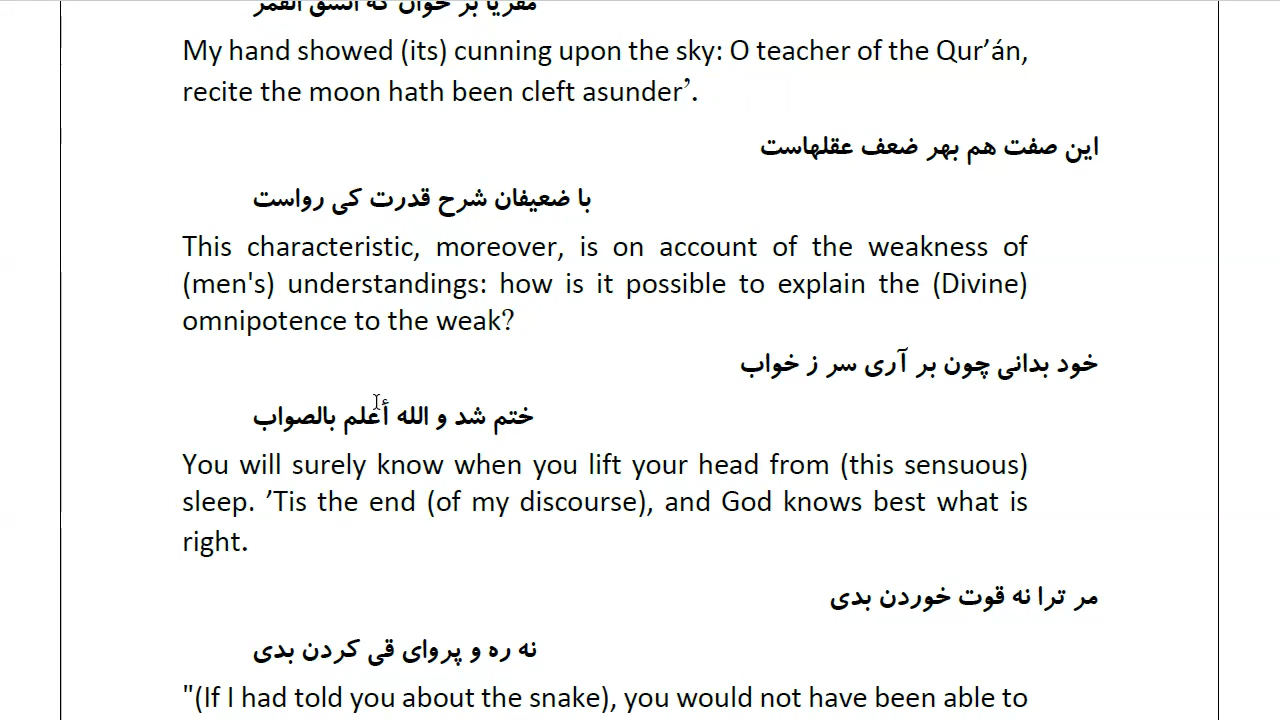 مقریا بر خوان که انشق القمر
My hand showed (its) cunning upon the sky: O teacher of the Qur’án,
recite the moon hath been cleft asunder’.
این صفت هم بهر ضعف عقلهاست
با ضعیفان شرح قدرت کی رواست
This characteristic, moreover, is on account of the weakness of
(men's) understandings: how is it possible to explain the (Divine)
omnipotence to the weak?
خود بدانی چون بر آری سر ز خواب
ختم شد و الله أعلم بالصواب
You will surely know when you lift your head from (this sensuous)
sleep. ’Tis the end (of my discourse), and God knows best what is
right.
مر ترا نه قوت خوردن بدی
نه ره و پروای قی کردن بدی
"(If I had told you about the snake), you would not have been able to